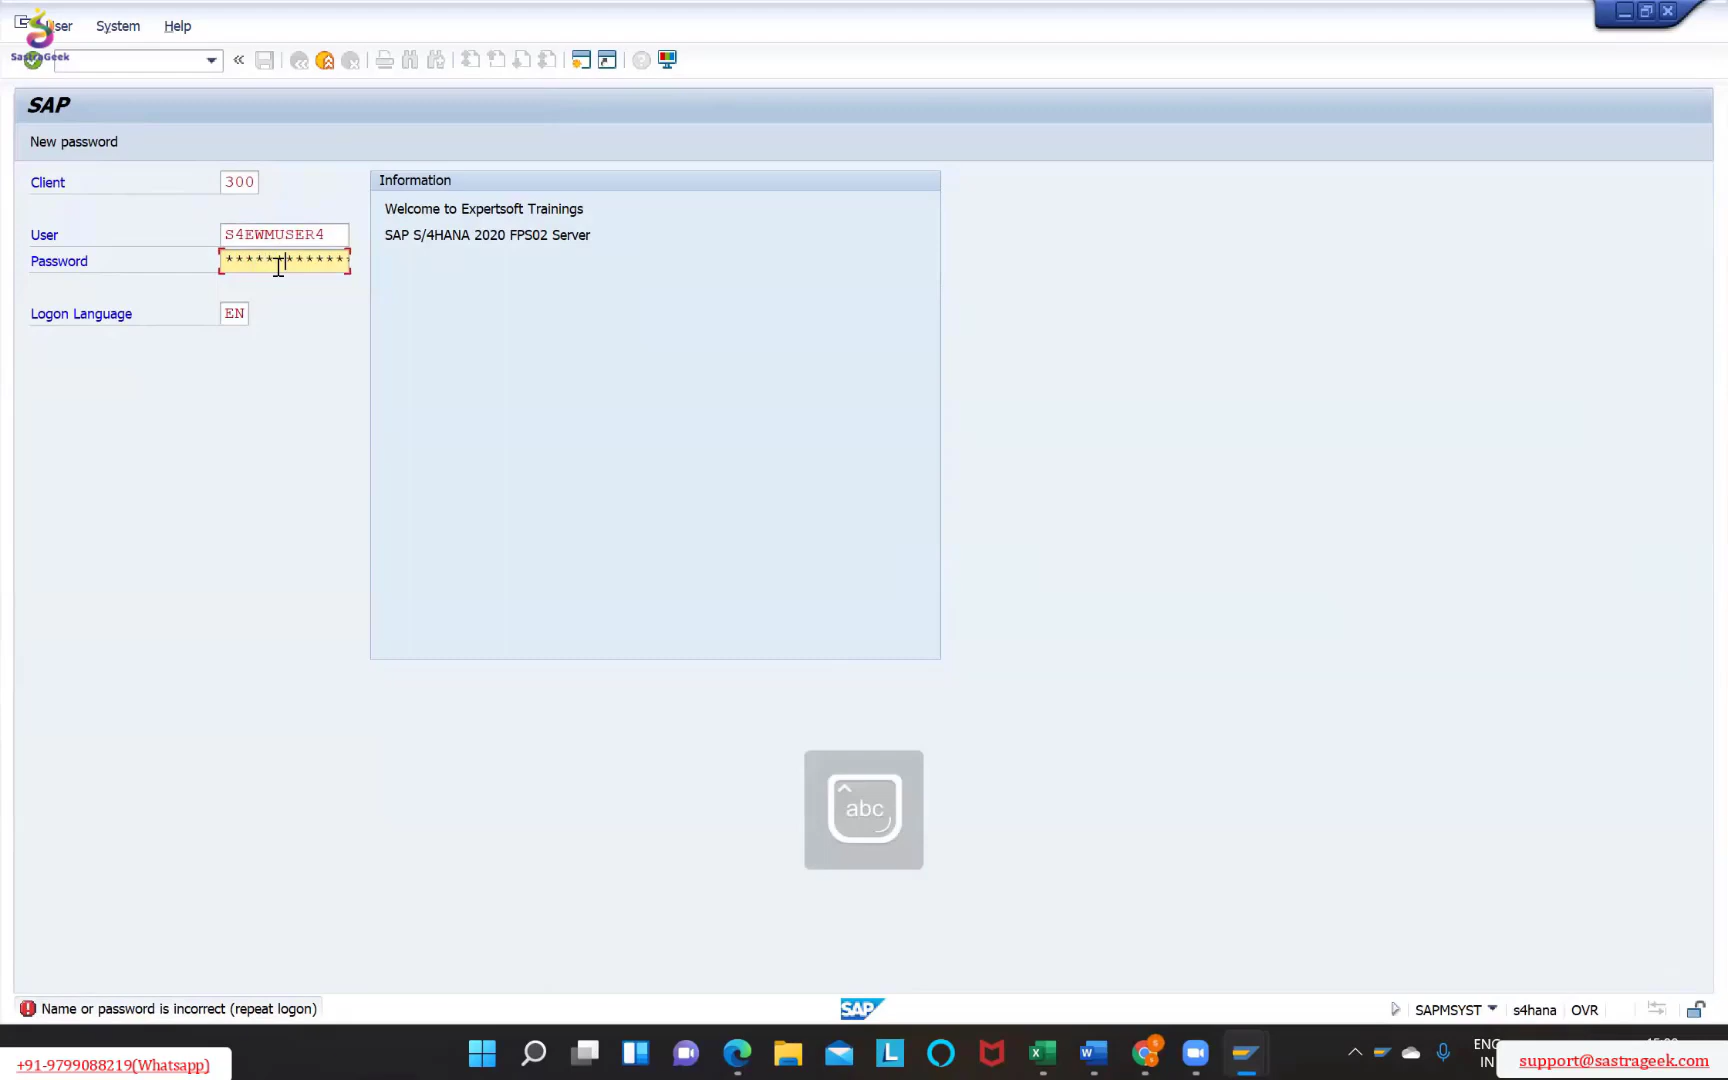 User System Help
SastraGeek
SAP
New password
Client 300
Information
Welcome to Expertsoft Trainings
User S4EWMUSER4
SAP S/4HANA 2020 FPS02 Server
Password ************
Logon Language EN
abc
Name or password is incorrect (repeat logon)
SAP
SAPMSYST s4hana OVR
ENG
IN
+91-9799088219(Whatsapp)
support@sastrageek.com